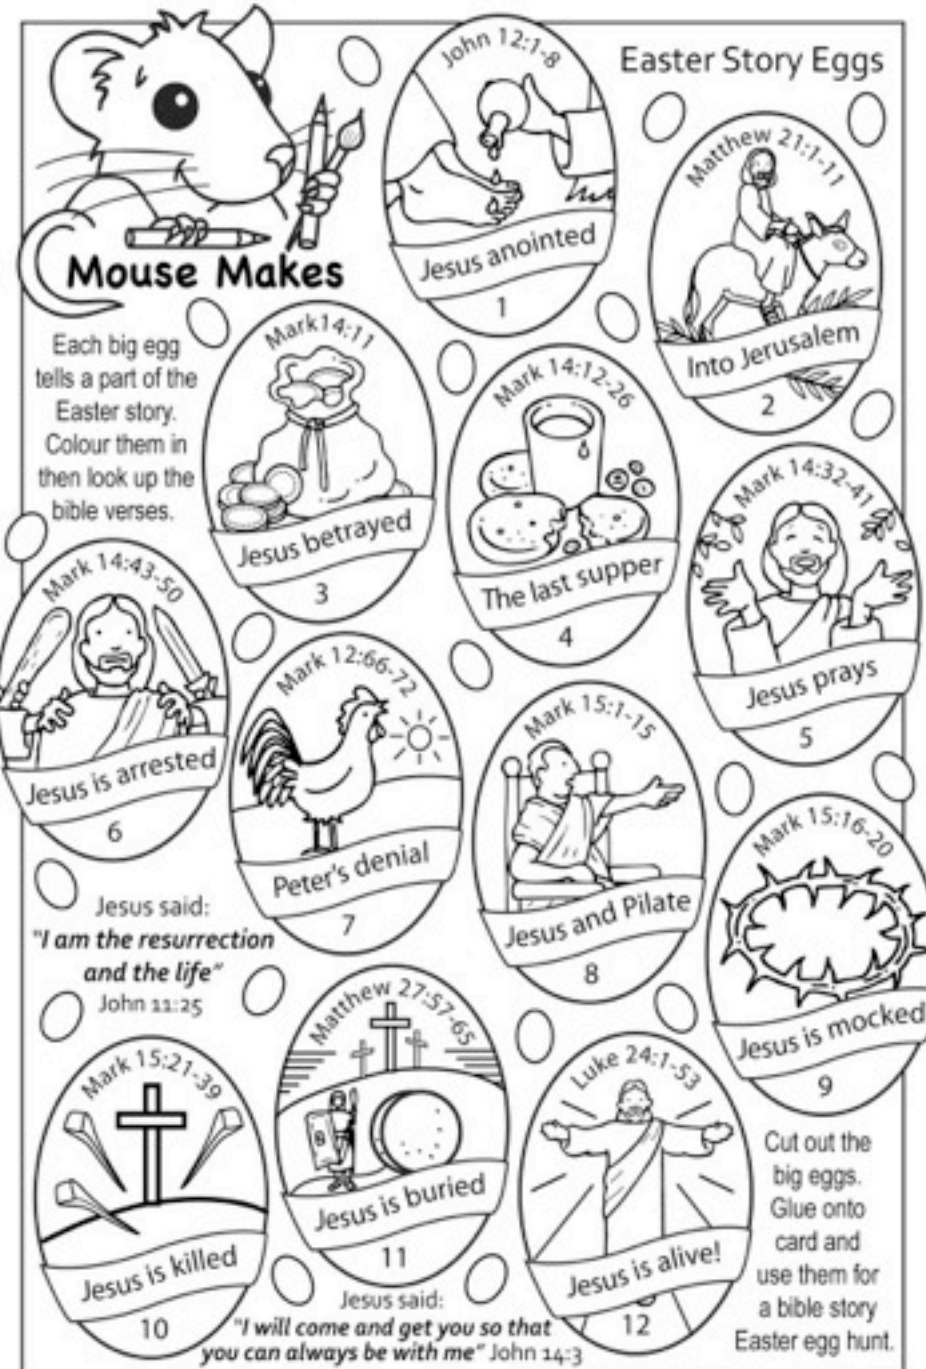 Easter Story Eggs
Mouse Makes
Each big egg
tells a part of the
Easter story.
Colour them in
then look up the
bible verses.
John 12:1-8
Jesus anointed
1
Matthew 21:1-11
Into Jerusalem
2
Mark14:11
Jesus betrayed
3
Mark 14:12-26
The last supper
4
Mark 14:32-41
Jesus prays
5
Mark 14:43-50
Jesus is arrested
6
Mark 12:66-72
Peter's denial
7
Mark 15:1-15
Jesus and Pilate
8
Mark 15:16-20
Jesus is mocked
9
Jesus said:
"I am the resurrection
and the life"
John 11:25
Mark 15:21-39
Jesus is killed
10
Matthew 27:57-65
Jesus is buried
11
Luke 24:1-53
Jesus is alive!
12
Jesus said:
"I will come and get you so that
you can always be with me" John 14:3
Cut out the
big eggs.
Glue onto
card and
use them for
a bible story
Easter egg hunt.